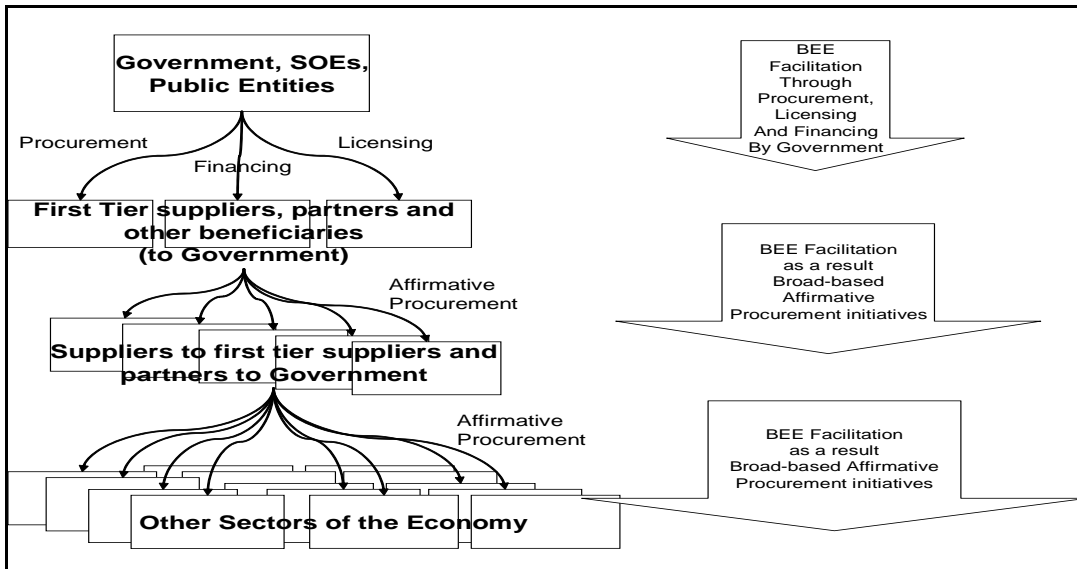 Government, SOEs,
Public Entities
Procurement
Licensing
Financing
First Tier suppliers, partners and
other beneficiaries
(to Government)
Affirmative
Procurement
Suppliers to first tier suppliers and
partners to Government
Affirmative
Procurement
Other Sectors of the Economy
BEE
Facilitation
Through
Procurement,
Licensing
And Financing
By Government
BEE Facilitation
as a result
Broad-based
Affirmative
Procurement initiatives
BEE Facilitation
as a result
Broad-based Affirmative
Procurement initiatives